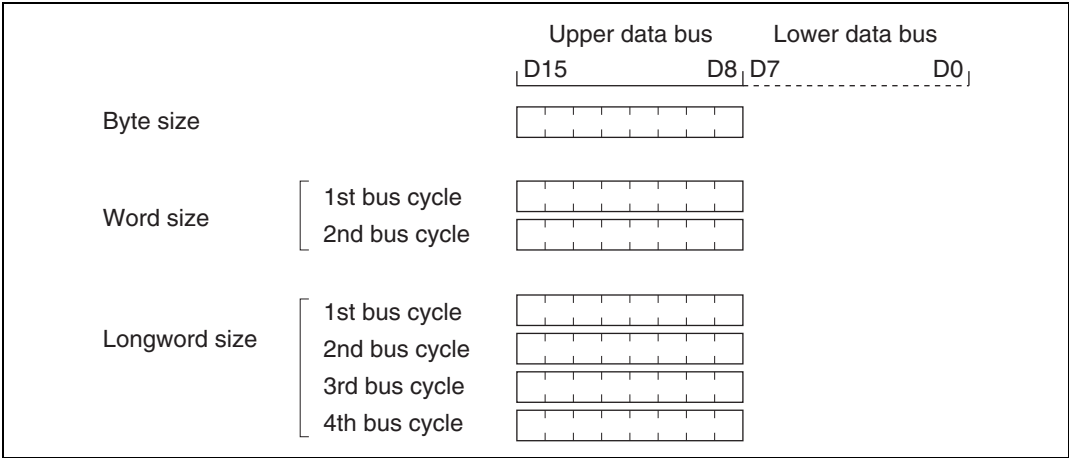 Upper data bus Lower data bus
D15 D8 D7 D0
Byte size
Word size
1st bus cycle
2nd bus cycle
Longword size
1st bus cycle
2nd bus cycle
3rd bus cycle
4th bus cycle